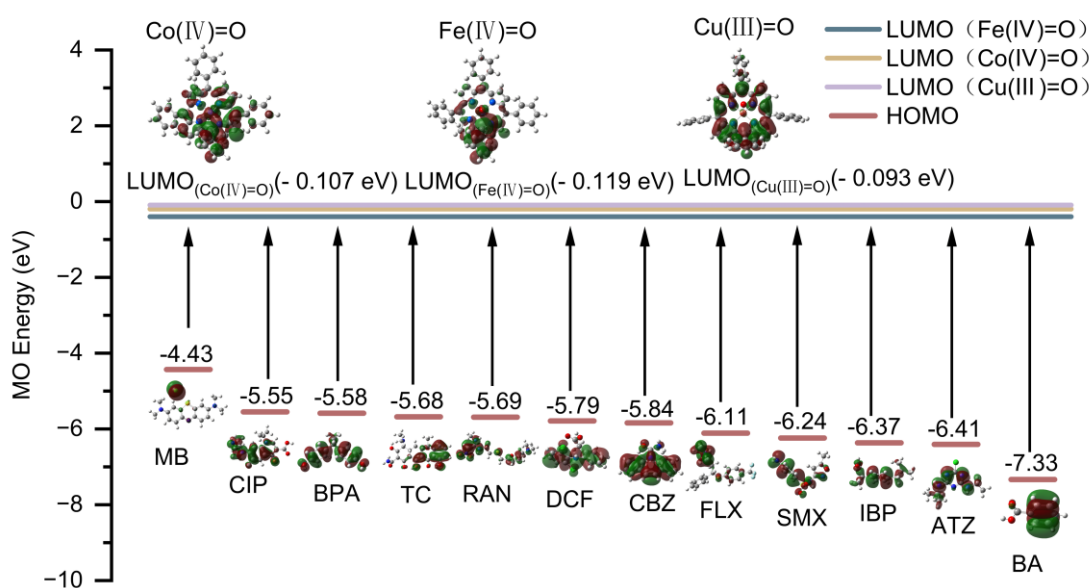 Co(Ⅳ)=O
Fe(Ⅳ)=O
Cu(Ⅲ)=O
LUMO（Fe(IV)=O）
LUMO（Co(IV)=O）
LUMO（Cu(III)=O）
HOMO
LUMO(Co(Ⅳ)=O)(- 0.107 eV)
LUMO(Fe(Ⅳ)=O)(- 0.119 eV)
LUMO(Cu(Ⅲ)=O)(- 0.093 eV)
MO Energy (eV)
4
2
0
−2
−4
−6
−8
−10
-4.43
MB
-5.55
CIP
-5.58
BPA
-5.68
TC
-5.69
RAN
-5.79
DCF
-5.84
CBZ
-6.11
FLX
-6.24
SMX
-6.37
IBP
-6.41
ATZ
-7.33
BA